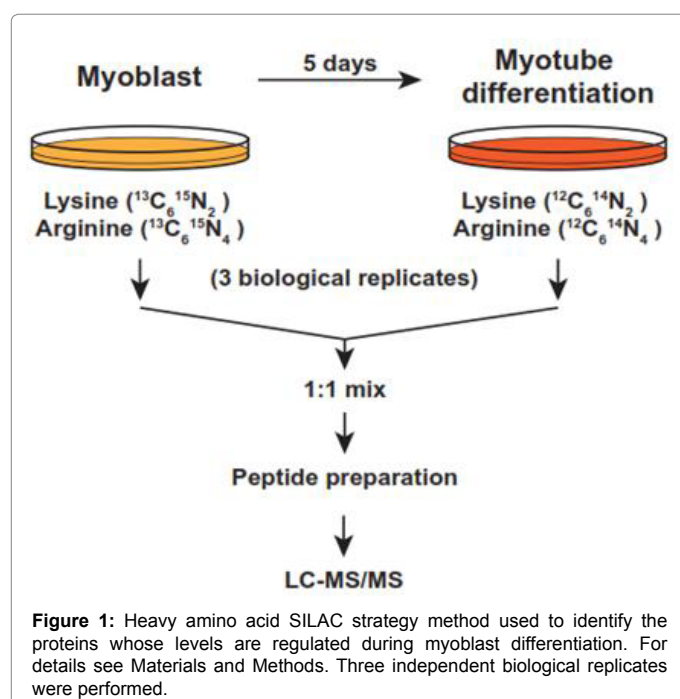 Myoblast
5 days
Myotube
differentiation
Lysine (¹³C₆¹⁵N₂ )
Arginine (¹³C₆¹⁵N₄ )
Lysine (¹²C₆¹⁴N₂ )
Arginine (¹²C₆¹⁴N₄ )
(3 biological replicates)
1:1 mix
Peptide preparation
LC-MS/MS
Figure 1: Heavy amino acid SILAC strategy method used to identify the
proteins whose levels are regulated during myoblast differentiation. For
details see Materials and Methods. Three independent biological replicates
were performed.